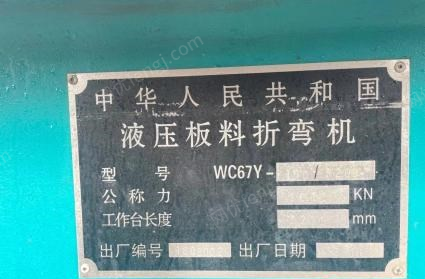 中华人民共和国
液压板料折弯机
型号 WC67Y-
公称力 KN
工作台长度 mm
出厂编号 出厂日期